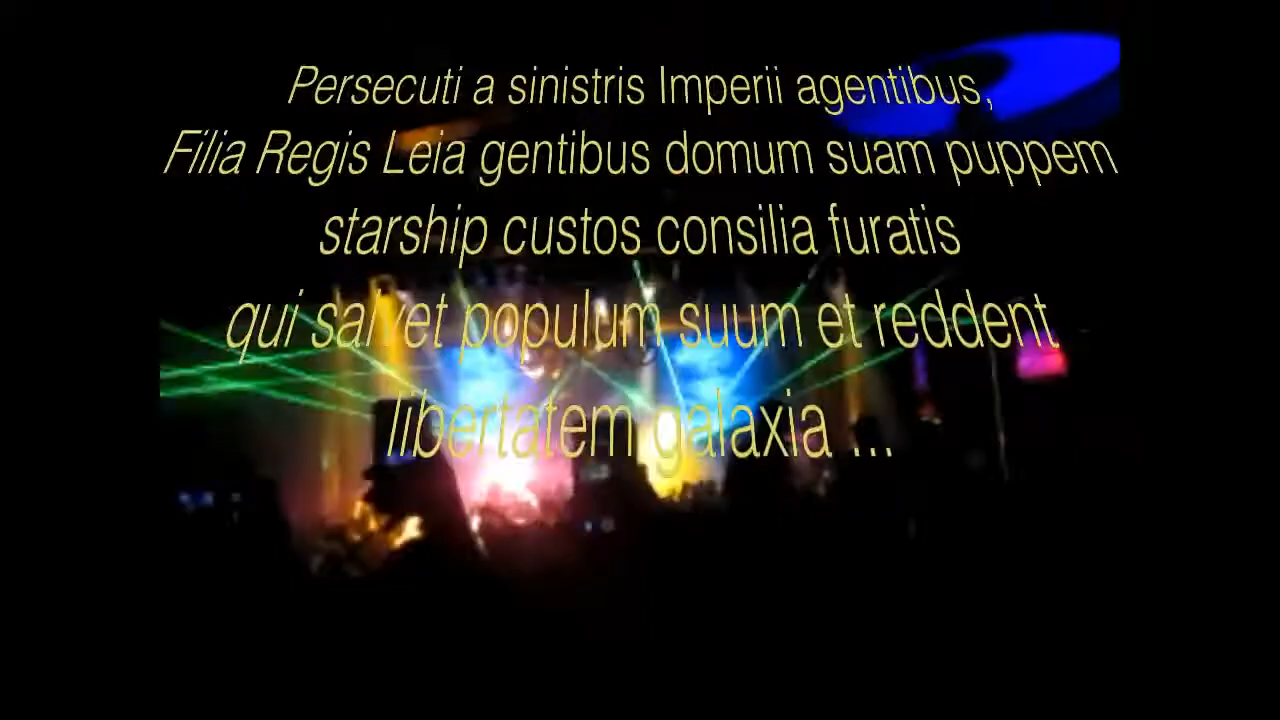 Persecuti a sinistris Imperii agentibus,
Filia Regis Leia gentibus domum suam puppem
starship custos consilia furatis
qui salvet populum suum et reddent
libertatem galaxia ...